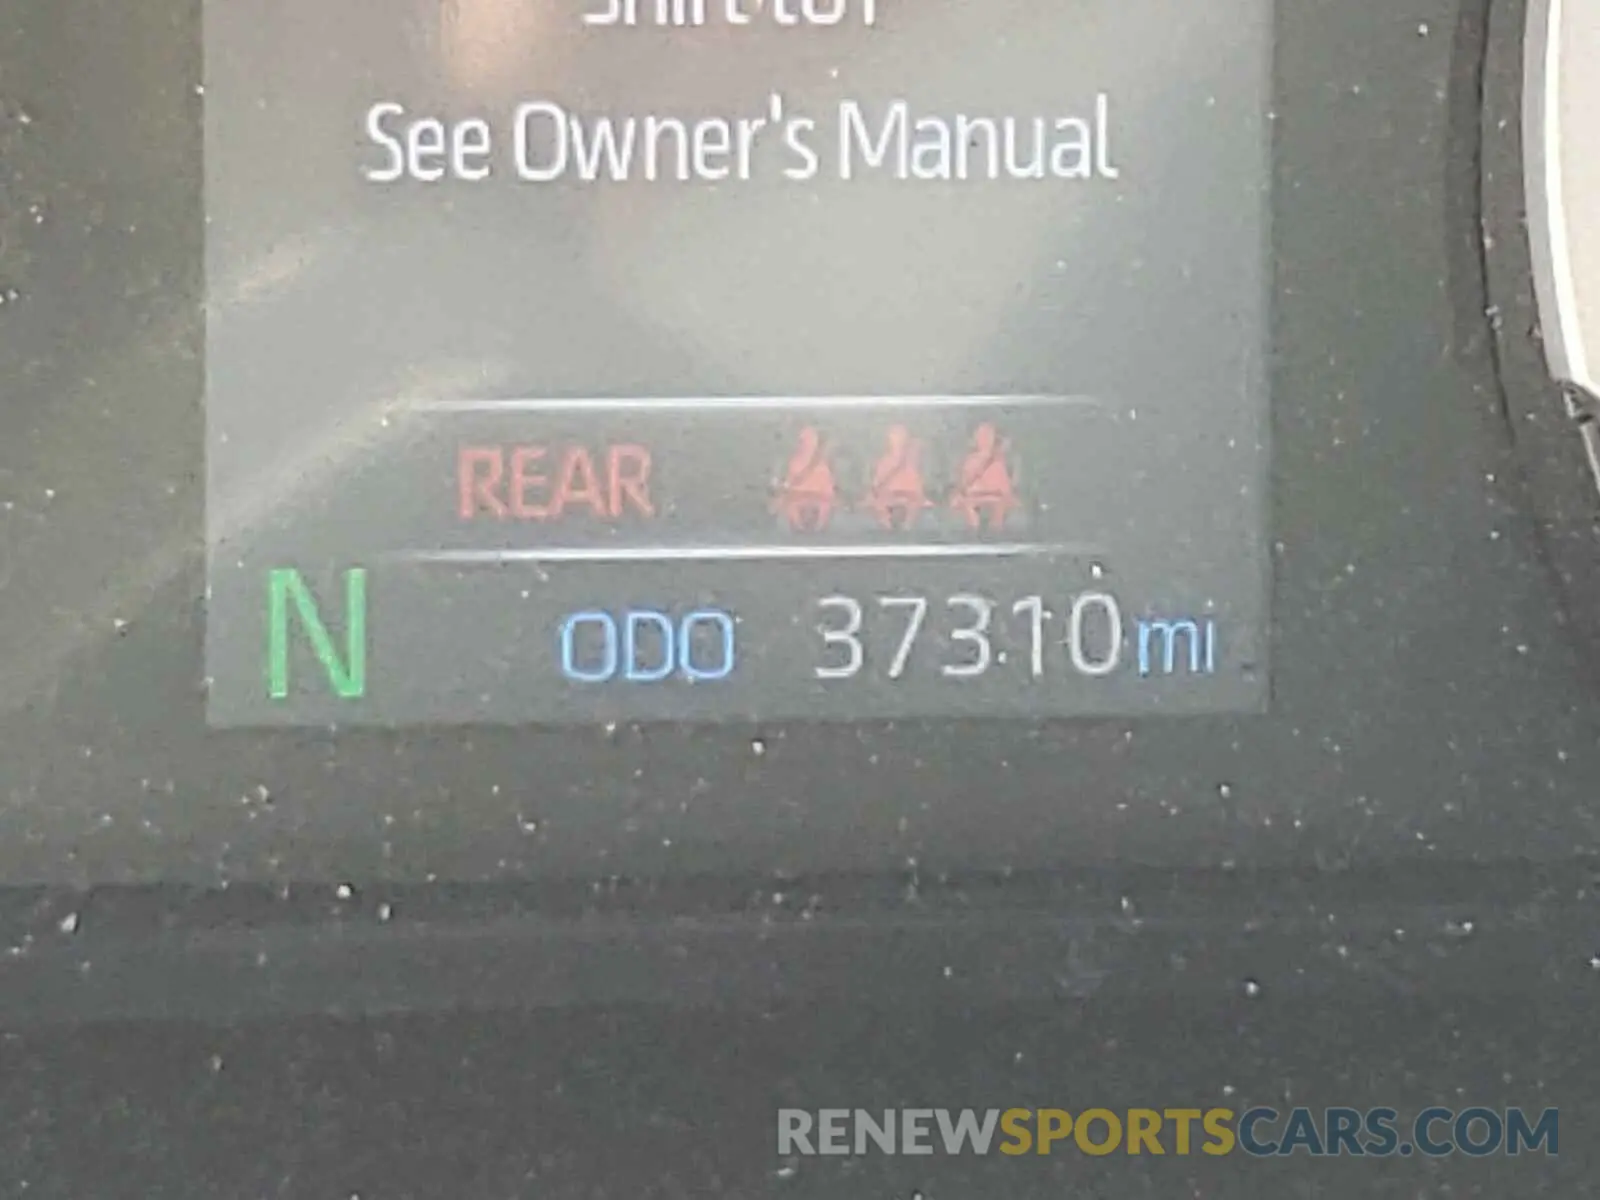 See Owner's Manual
REAR
N ODO 37310 mi
RENEWSPORTSCARS.COM